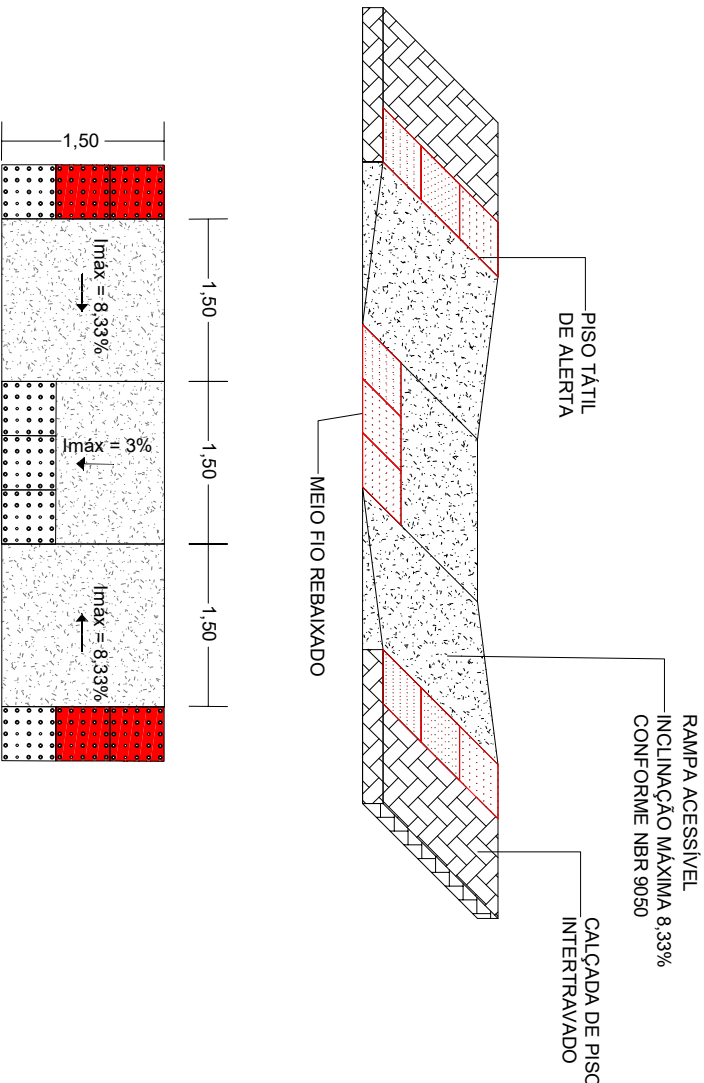 PISO TÁTIL
DE ALERTA
RAMPA ACESSÍVEL
INCLINAÇÃO MÁXIMA 8,33%
CONFORME NBR 9050
MEIO FIO REBAIXADO
CALÇADA DE PISO
INTERTRAVADO
1,50
1,50
1,50
1,50
Imáx = 8,33%
Imáx = 3%
Imáx = 8,33%